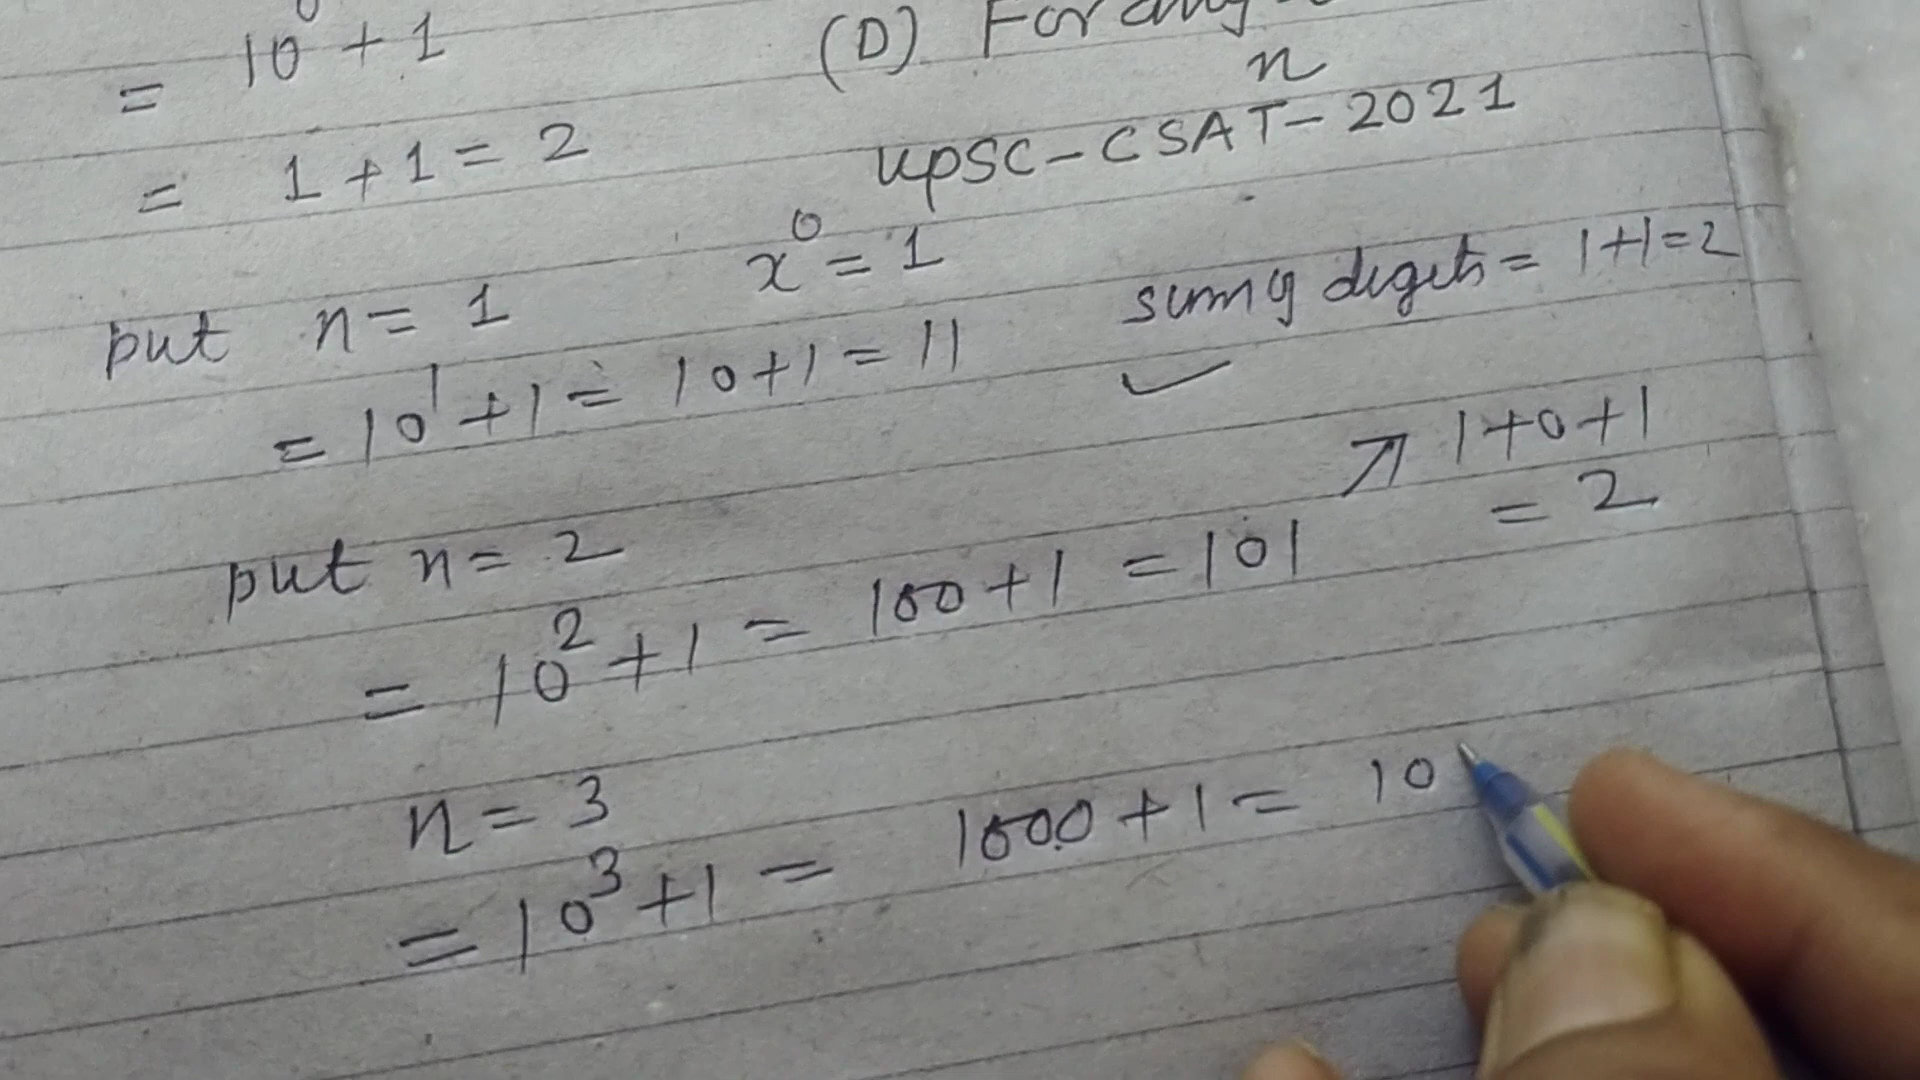 = 10⁰ + 1
(D) For any
n
= 1 + 1 = 2
UPSC-CSAT-2021
x⁰ = 1
put n = 1
sum of digits = 1+1=2
= 10¹ + 1 = 10+1 = 11
1+0+1
= 2
put n = 2
= 10² + 1 = 100+1 = 101
n = 3
= 10³ + 1 = 1000+1 = 10